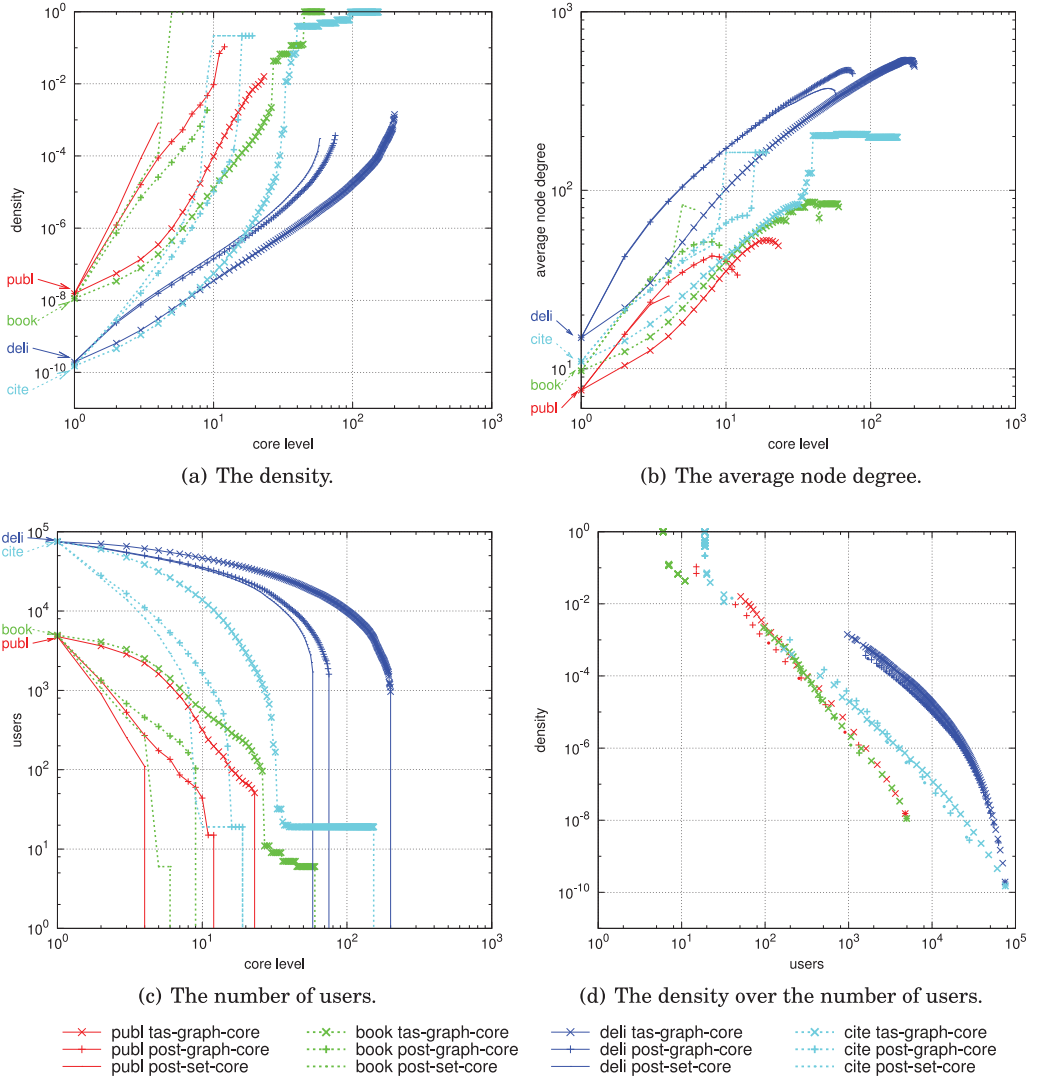 10^0
10^-2
10^-4
10^-6
10^-8
10^-10
density
publ
book
deli
cite
10^0 10^1 10^2 10^3
core level
(a) The density.
10^3
10^2
10^1
average node degree
deli
cite
book
publ
10^0 10^1 10^2 10^3
core level
(b) The average node degree.
10^5
10^4
10^3
10^2
10^1
10^0
users
deli
cite
book
publ
10^0 10^1 10^2 10^3
core level
(c) The number of users.
10^0
10^-2
10^-4
10^-6
10^-8
10^-10
density
10^0 10^1 10^2 10^3 10^4 10^5
users
(d) The density over the number of users.
publ tas-graph-core
publ post-graph-core
publ post-set-core
book tas-graph-core
book post-graph-core
book post-set-core
deli tas-graph-core
deli post-graph-core
deli post-set-core
cite tas-graph-core
cite post-graph-core
cite post-set-core